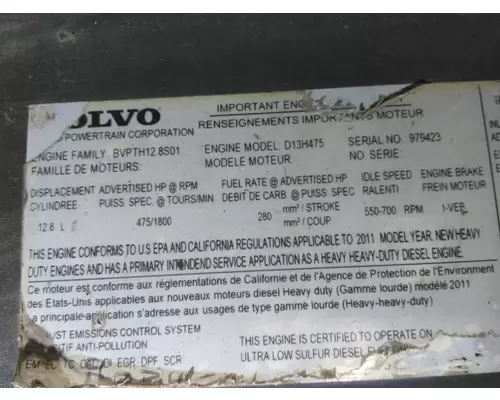 OLVO
POWERTRAIN CORPORATION
IMPORTANT ENG
RENSEIGNEMENTS IMPORTANTS MOTEUR
ENGINE FAMILY: BVPTH12.8S01 ENGINE MODEL: D13H475 SERIAL NO : 979423
FAMILLE DE MOTEURS: MODELE MOTEUR: NO. SÉRIE:
DISPLACEMENT ADVERTISED HP @ RPM FUEL RATE @ ADVERTISED HP IDLE SPEED ENGINE BRAKE
CYLINDREE PUISS SPEC. @ TOURS/MIN DEBIT DE CARB. @ PUISS SPEC RALENTI FREIN MOTEUR
12.8 L 475/1800 280 mm³/ STROKE 550-700 RPM I-VEB
mm³ / COUP
THIS ENGINE CONFORMS TO U.S EPA AND CALIFORNIA REGULATIONS APPLICABLE TO 2011 MODEL YEAR. NEW HEAVY
DUTY ENGINES AND HAS A PRIMARY INTENDEND SERVICE APPLICATION AS A HEAVY HEAVY-DUTY DIESEL ENGINE.
Ce moteur est conforme aux réglementations de Californie et de l'Agence de Protection de l'Environment
des Etats-Unis applicables aux nouveaux moteurs diesel Heavy duty (Gamme lourde) modélé 2011
a principale-application s'adresse aux usages de type gamme lourde (Heavy-heavy-duty)
UST EMISSIONS CONTROL SYSTEM
ITIF ANTI-POLLUTION
DI EGR DPF SCR
THIS ENGINE IS CERTIFIED TO OPERATE ON
ULTRA LOW SULFUR DIESEL